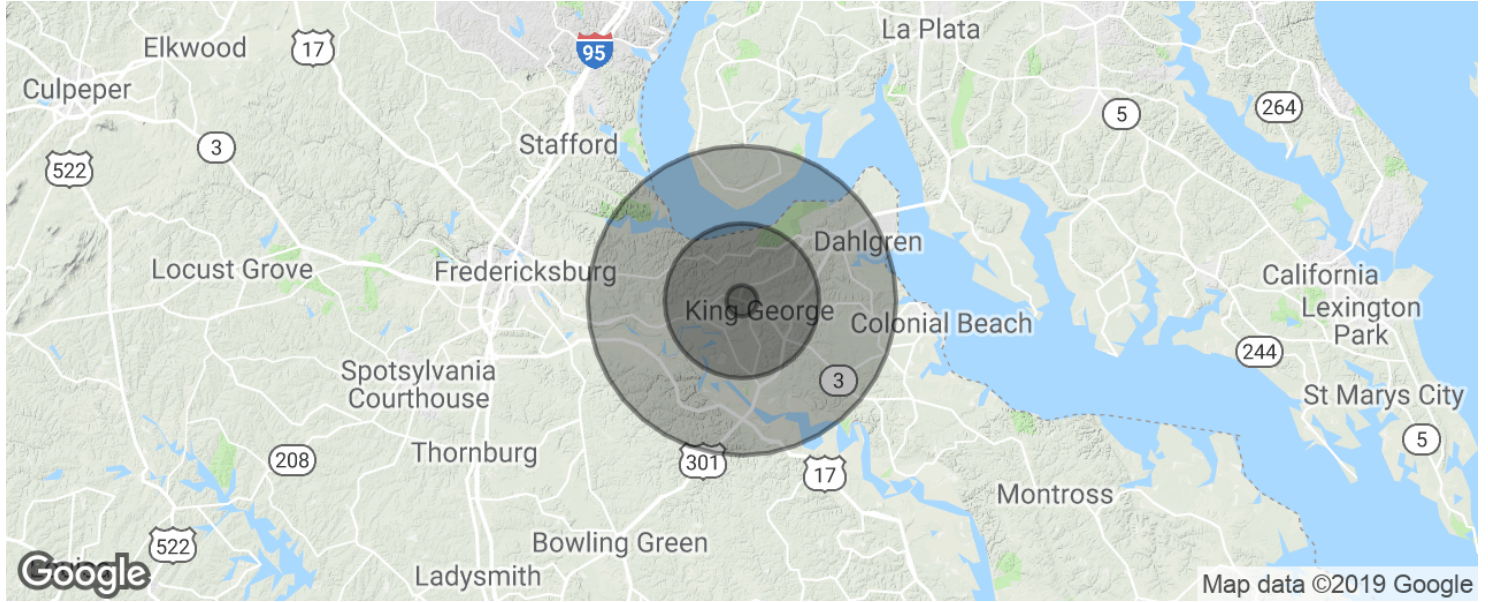 La Plata
Elkwood
17
95
Culpeper
264
5
3
Stafford
522
Dahlgren
Locust Grove
Fredericksburg
California
King George
Lexington
Park
Colonial Beach
244
Spotsylvania
Courthouse
3
St Marys City
5
Thornburg
208
301
17
Montross
522
Bowling Green
Google
Ladysmith
Map data ©2019 Google